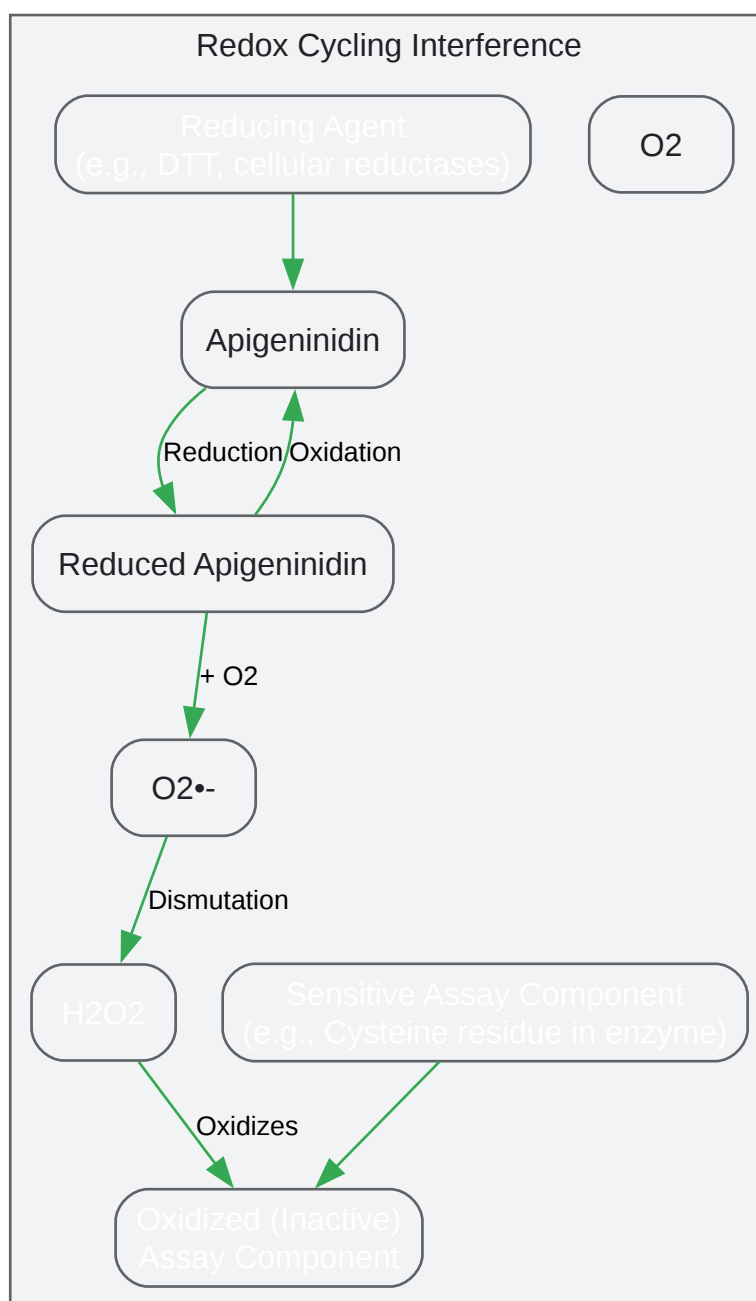 Redox Cycling Interference
Reducing Agent
(e.g., DTT, cellular reductases)
O2
Apigeninidin
Reduction
Oxidation
Reduced Apigeninidin
+ O2
O2•-
Dismutation
H2O2
Sensitive Assay Component
(e.g., Cysteine residue in enzyme)
Oxidizes
Oxidized (Inactive)
Assay Component